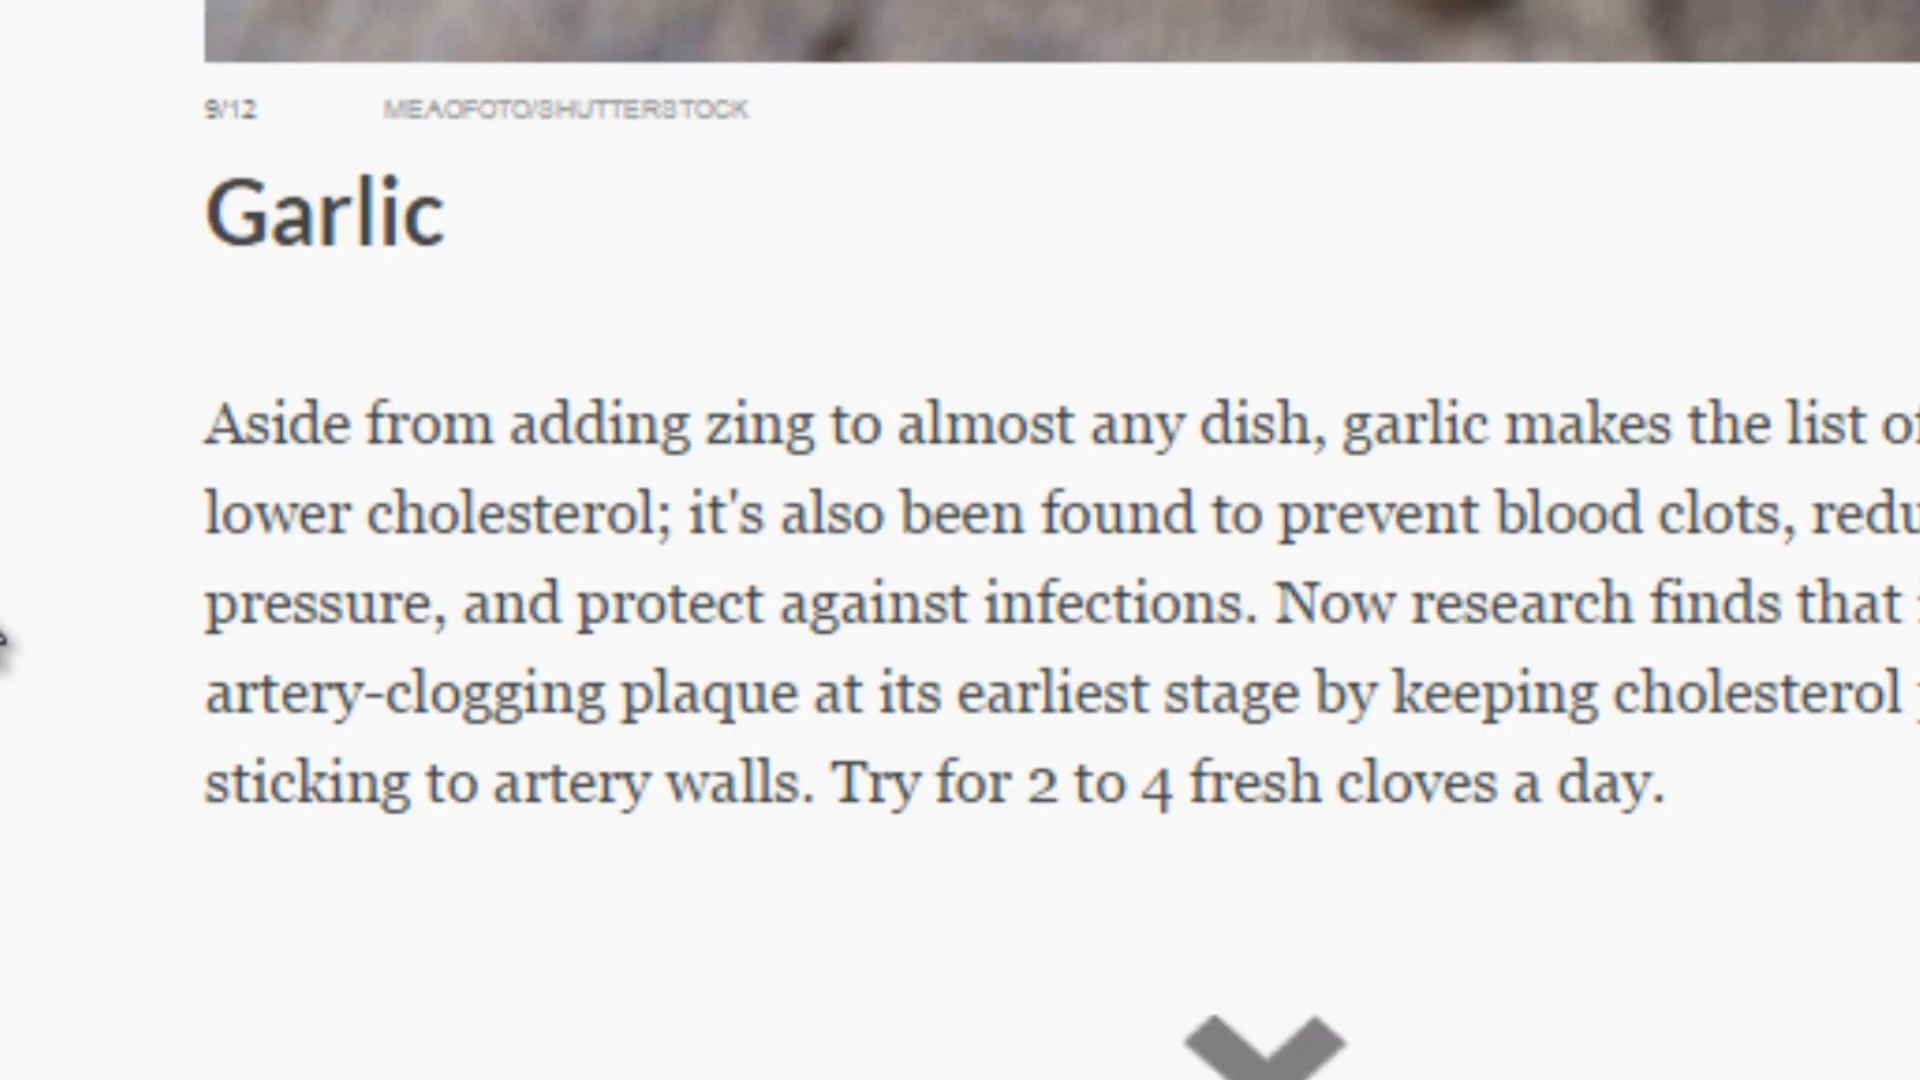 9/12 MEAOFOTO/SHUTTERSTOCK
Garlic
Aside from adding zing to almost any dish, garlic makes the list of
lower cholesterol; it's also been found to prevent blood clots, redu
pressure, and protect against infections. Now research finds that
artery-clogging plaque at its earliest stage by keeping cholesterol
sticking to artery walls. Try for 2 to 4 fresh cloves a day.